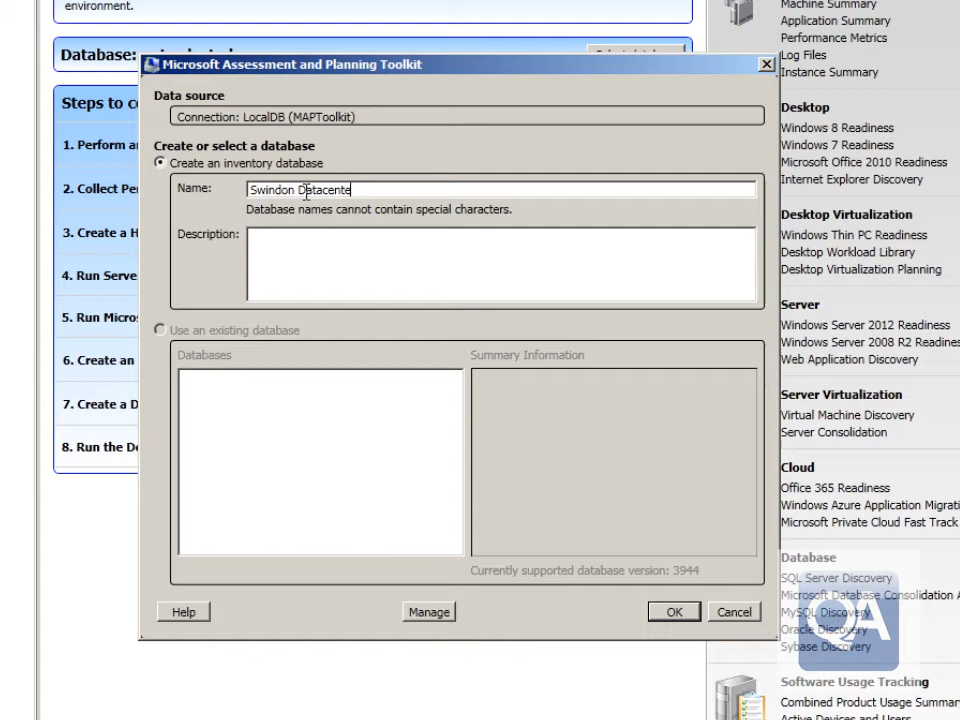 environment.
Database:
Steps to c
1. Perform a
2. Collect Pe
3. Create a H
4. Run Serve
5. Run Micro
6. Create an
7. Create a D
8. Run the D
Microsoft Assessment and Planning Toolkit
Data source
Connection: LocalDB (MAPToolkit)
Create or select a database
Create an inventory database
Name:
Swindon Datacente
Database names cannot contain special characters.
Description:
Use an existing database
Databases
Summary Information
Currently supported database version: 3944
Help
Manage
OK
Cancel
Machine Summary
Application Summary
Performance Metrics
Log Files
Instance Summary
Desktop
Windows 8 Readiness
Windows 7 Readiness
Microsoft Office 2010 Readiness
Internet Explorer Discovery
Desktop Virtualization
Windows Thin PC Readiness
Desktop Workload Library
Desktop Virtualization Planning
Server
Windows Server 2012 Readiness
Windows Server 2008 R2 Readines
Web Application Discovery
Server Virtualization
Virtual Machine Discovery
Server Consolidation
Cloud
Office 365 Readiness
Windows Azure Application Migrati
Microsoft Private Cloud Fast Track
Database
SQL Server Discovery
Microsoft Database Consolidation A
MySQL Discovery
Oracle Discovery
Sybase Discovery
QA
Software Usage Tracking
Combined Product Usage Summar
Active Devices and Users